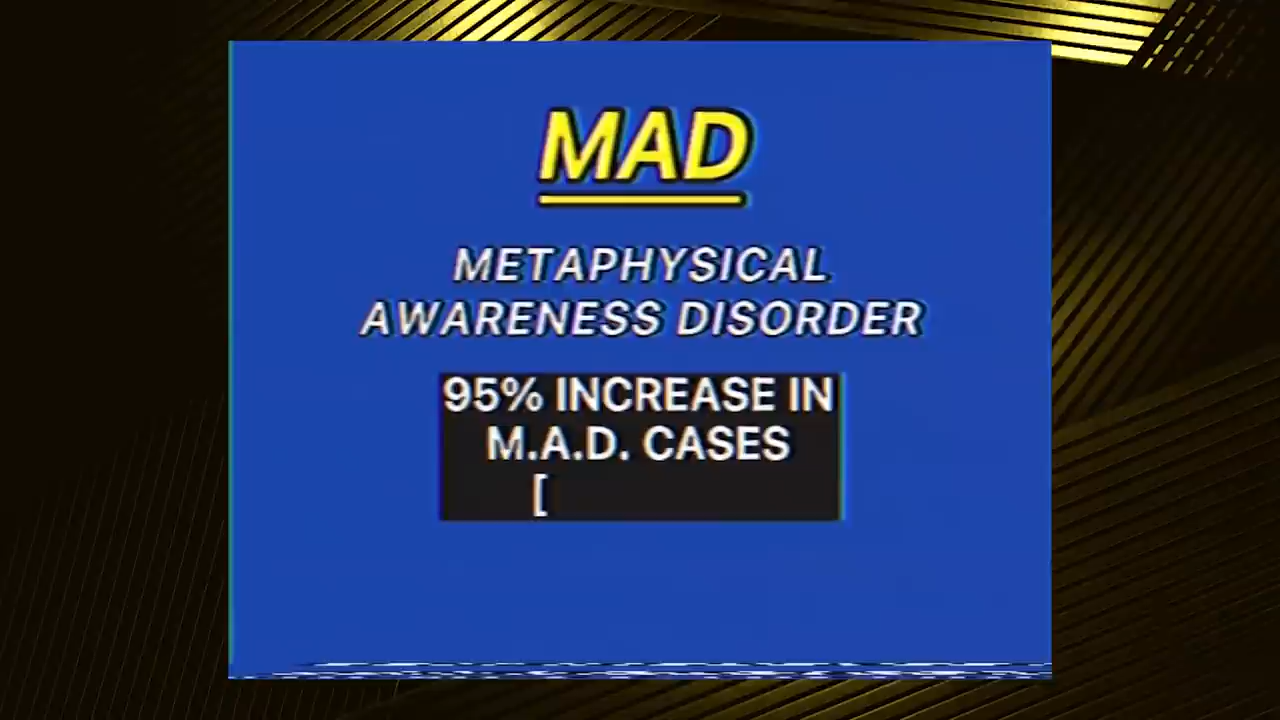 MAD
METAPHYSICAL
AWARENESS DISORDER
95% INCREASE IN
M.A.D. CASES
[